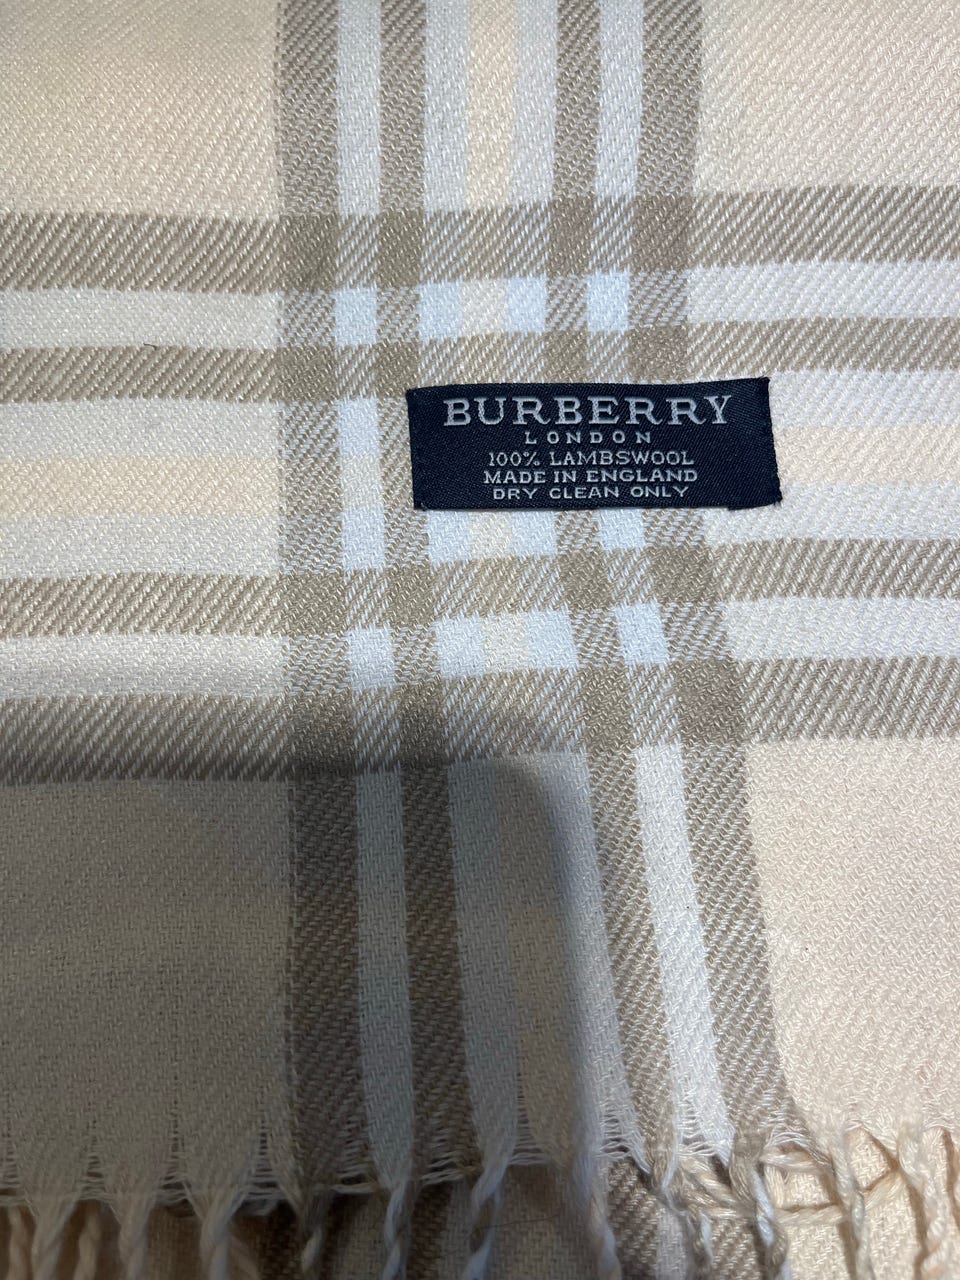 BURBERRY
LONDON
100% LAMBSWOOL
MADE IN ENGLAND
DRY CLEAN ONLY